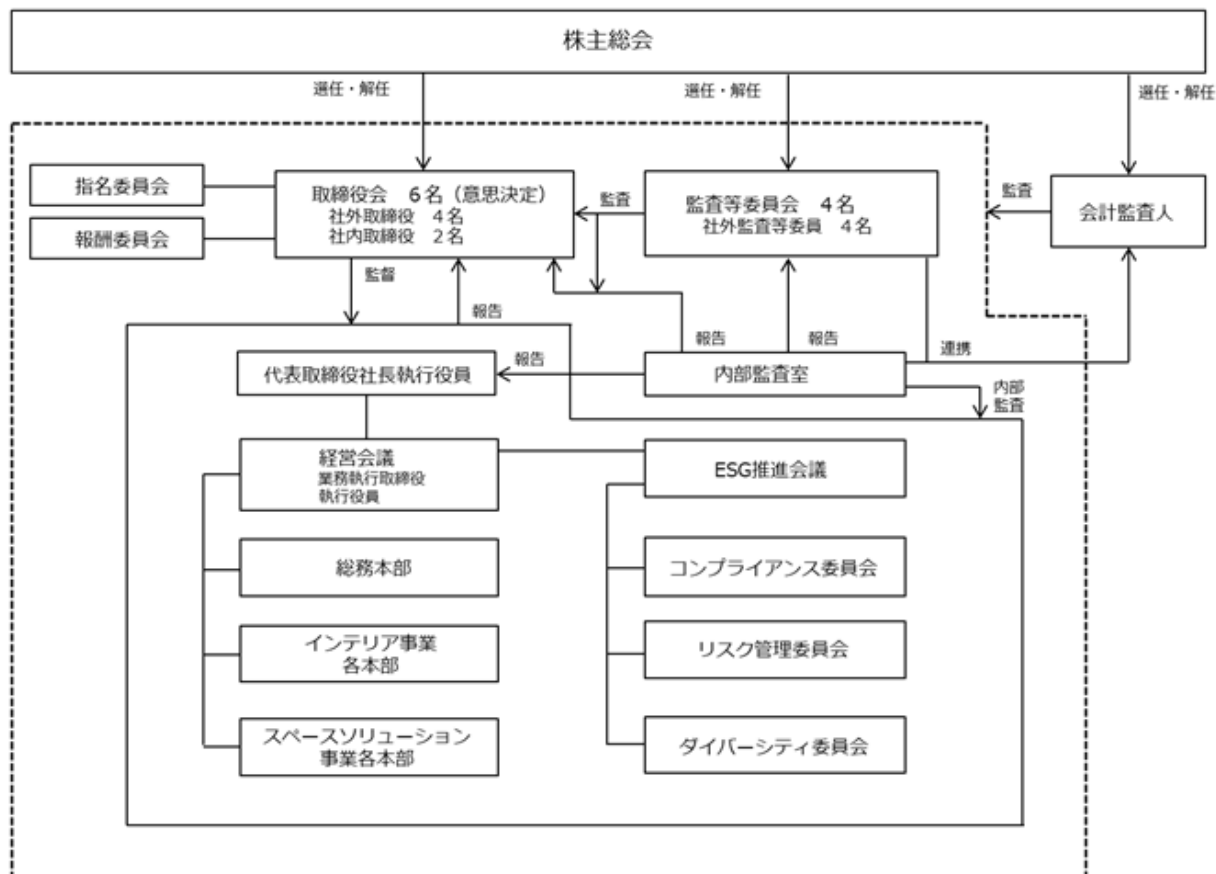 株主総会
選任・解任
選任・解任
選任・解任
指名委員会
報酬委員会
取締役会　6名（意思決定）
社外取締役　4名
社内取締役　2名
監査
監査等委員会　4名
社外監査等委員　4名
監査
会計監査人
監督
報告
報告
報告
連携
代表取締役社長執行役員
報告
内部監査室
内部
監査
経営会議
業務執行取締役
執行役員
ESG推進会議
総務本部
コンプライアンス委員会
インテリア事業
各本部
リスク管理委員会
スペースソリューション
事業各本部
ダイバーシティ委員会